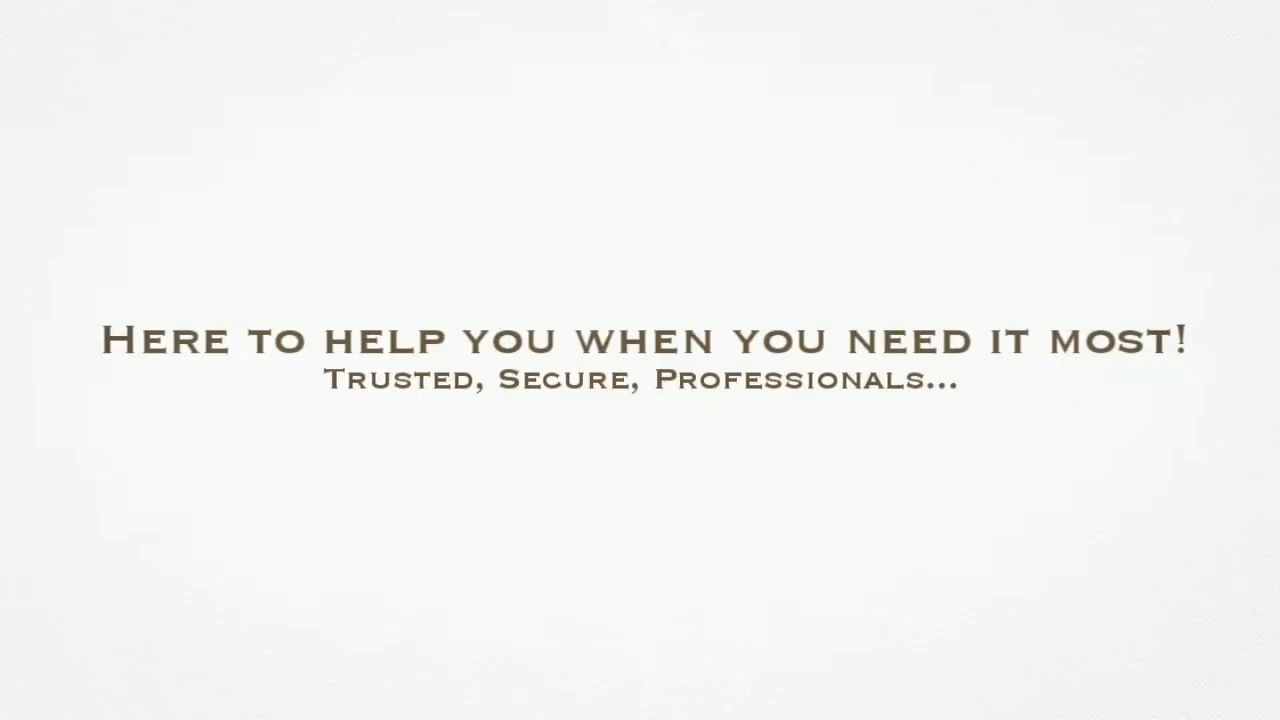 Here to help you when you need it most!
Trusted, Secure, Professionals...